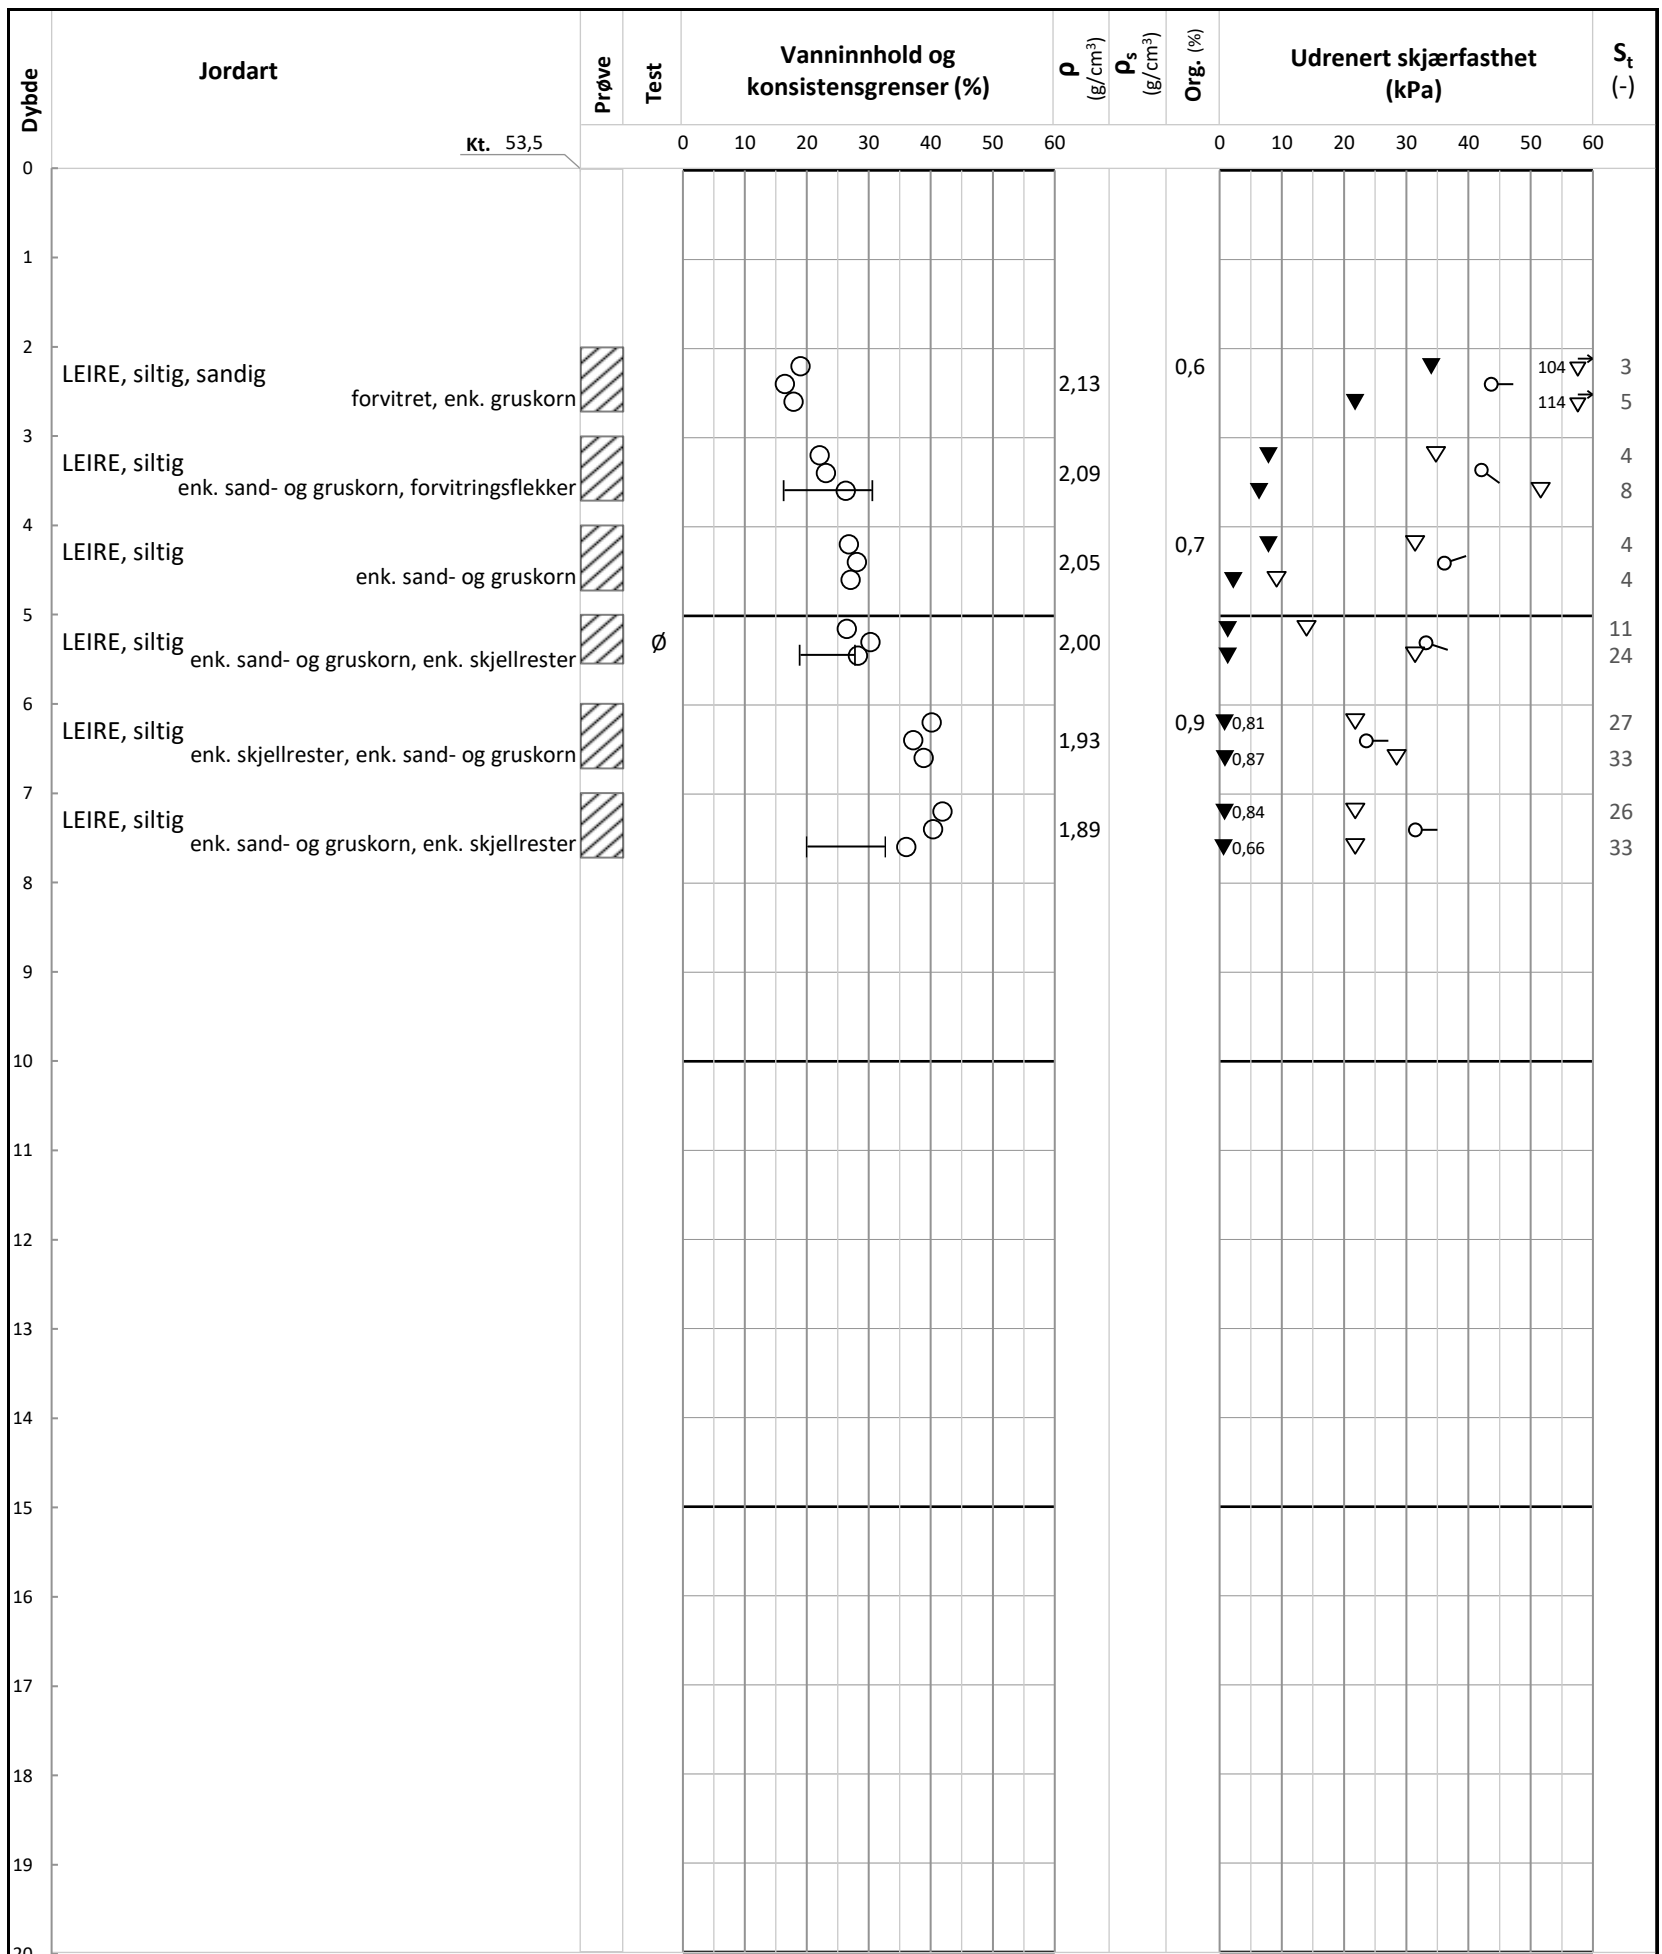 Dybde
Jordart
Kt. 53,5
Prøve
Test
Vanninnhold og
konsistensgrenser (%)
0 10 20 30 40 50 60
ρ
(g/cm³)
ρₛ
(g/cm³)
Org. (%)
Udrenert skjærfasthet
(kPa)
0 10 20 30 40 50 60
Sₜ
(-)
0
1
2
LEIRE, siltig, sandig 2,13 0,6 104 3
forvitret, enk. gruskorn 114 5
3
LEIRE, siltig 2,09 4
enk. sand- og gruskorn, forvitringsflekker 8
4
LEIRE, siltig 2,05 0,7 4
enk. sand- og gruskorn 4
5
LEIRE, siltig Ø 2,00 11
enk. sand- og gruskorn, enk. skjellrester 24
6
LEIRE, siltig 1,93 0,9 0,81 27
enk. skjellrester, enk. sand- og gruskorn 0,87 33
7
LEIRE, siltig 1,89 0,84 26
enk. sand- og gruskorn, enk. skjellrester 0,66 33
8
9
10
11
12
13
14
15
16
17
18
19
20